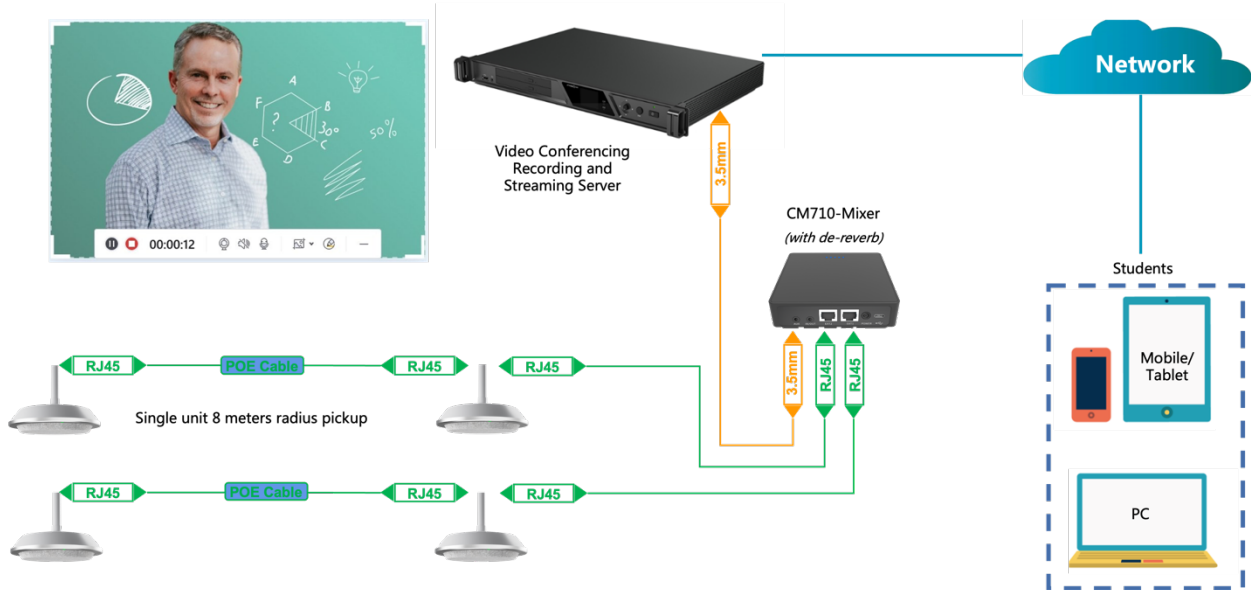 A
F
B
?
30°
E
C
D
50%
00:00:12
Video Conferencing
Recording and
Streaming Server
3.5mm
Network
CM710-Mixer
(with de-reverb)
Students
Mobile/
Tablet
PC
3.5mm
RJ45
RJ45
RJ45
POE Cable
RJ45
RJ45
Single unit 8 meters radius pickup
RJ45
POE Cable
RJ45
RJ45